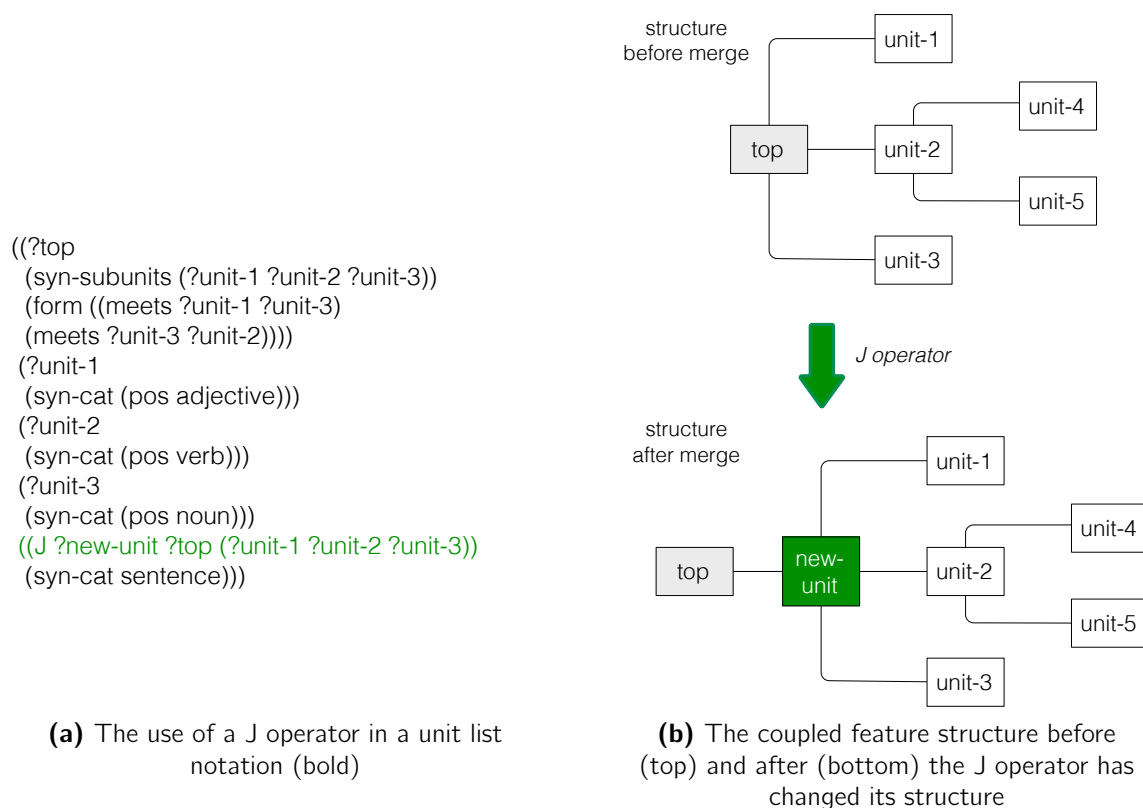 ((?top
(syn-subunits (?unit-1 ?unit-2 ?unit-3))
(form ((meets ?unit-1 ?unit-3)
(meets ?unit-3 ?unit-2))))
(?unit-1
(syn-cat (pos adjective)))
(?unit-2
(syn-cat (pos verb)))
(?unit-3
(syn-cat (pos noun)))
((J ?new-unit ?top (?unit-1 ?unit-2 ?unit-3))
(syn-cat sentence)))
(a) The use of a J operator in a unit list
notation (bold)
structure
before merge
unit-1
unit-4
top
unit-2
unit-5
unit-3
J operator
structure
after merge
unit-1
unit-4
top
new-
unit
unit-2
unit-5
unit-3
(b) The coupled feature structure before
(top) and after (bottom) the J operator has
changed its structure